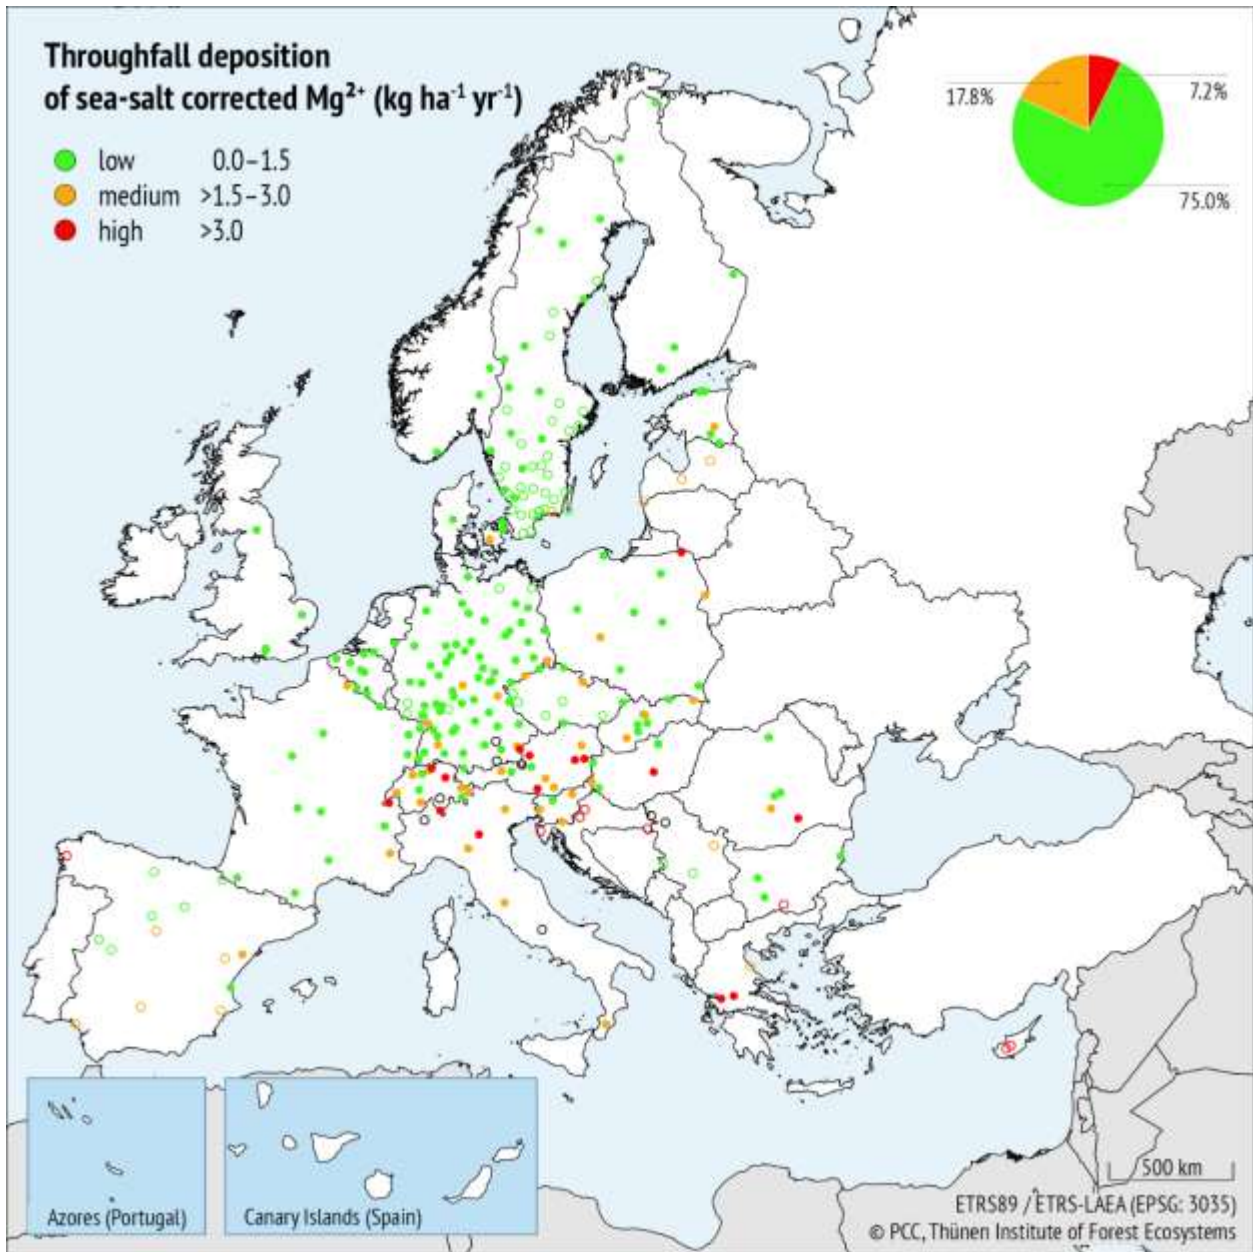 Throughfall deposition
of sea-salt corrected Mg²⁺ (kg ha⁻¹ yr⁻¹)
low 0.0–1.5
medium >1.5–3.0
high >3.0
17.8%
7.2%
75.0%
Azores (Portugal)
Canary Islands (Spain)
500 km
ETRS89 / ETRS-LAEA (EPSG: 3035)
© PCC, Thünen Institute of Forest Ecosystems